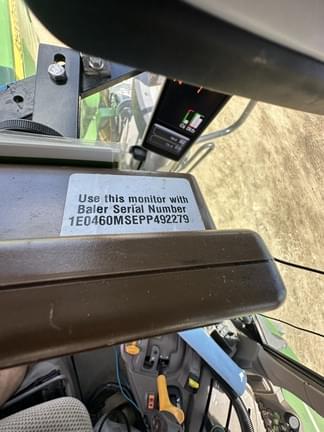 Use this monitor with
Baler Serial Number
1E0460MSEPP492279